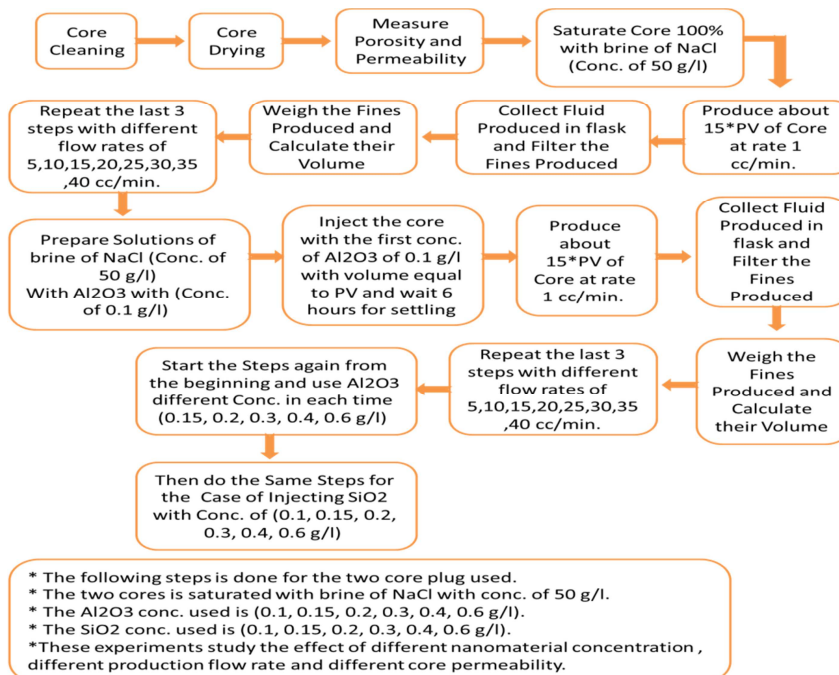 Core
Cleaning
Core
Drying
Measure
Porosity and
Permeability
Saturate Core 100%
with brine of NaCl
(Conc. of 50 g/l)
Produce about
15*PV of Core
at rate 1
cc/min.
Collect Fluid
Produced in flask
and Filter the
Fines Produced
Weigh the Fines
Produced and
Calculate their
Volume
Repeat the last 3
steps with different
flow rates of
5,10,15,20,25,30,35
,40 cc/min.
Prepare Solutions of
brine of NaCl (Conc. of
50 g/l)
With Al2O3 with (Conc.
of 0.1 g/l)
Inject the core
with the first conc.
of Al2O3 of 0.1 g/l
with volume equal
to PV and wait 6
hours for settling
Produce
about
15*PV of
Core at rate
1 cc/min.
Collect Fluid
Produced in
flask and
Filter the
Fines
Produced
Weigh the
Fines
Produced and
Calculate
their Volume
Repeat the last 3
steps with different
flow rates of
5,10,15,20,25,30,35
,40 cc/min.
Start the Steps again from
the beginning and use Al2O3
different Conc. in each time
(0.15, 0.2, 0.3, 0.4, 0.6 g/l)
Then do the Same Steps for
the Case of Injecting SiO2
with Conc. of (0.1, 0.15, 0.2,
0.3, 0.4, 0.6 g/l)
* The following steps is done for the two core plug used.
* The two cores is saturated with brine of NaCl with conc. of 50 g/l.
* The Al2O3 conc. used is (0.1, 0.15, 0.2, 0.3, 0.4, 0.6 g/l).
* The SiO2 conc. used is (0.1, 0.15, 0.2, 0.3, 0.4, 0.6 g/l).
*These experiments study the effect of different nanomaterial concentration ,
different production flow rate and different core permeability.